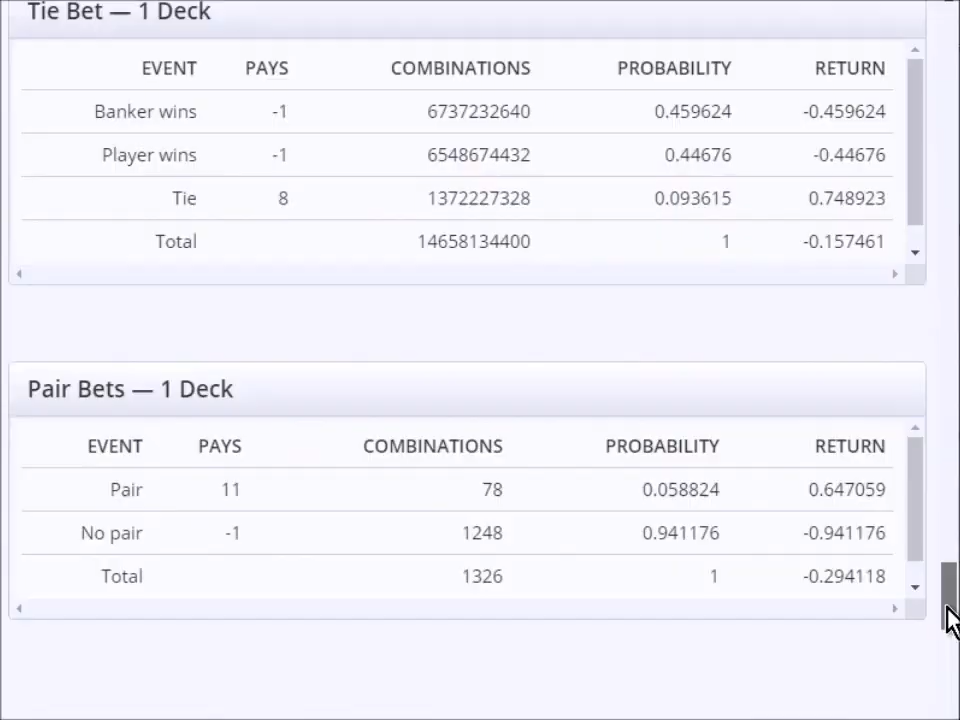 Tie Bet — 1 Deck
EVENT PAYS COMBINATIONS PROBABILITY RETURN
Banker wins -1 6737232640 0.459624 -0.459624
Player wins -1 6548674432 0.44676 -0.44676
Tie 8 1372227328 0.093615 0.748923
Total 14658134400 1 -0.157461
Pair Bets — 1 Deck
EVENT PAYS COMBINATIONS PROBABILITY RETURN
Pair 11 78 0.058824 0.647059
No pair -1 1248 0.941176 -0.941176
Total 1326 1 -0.294118